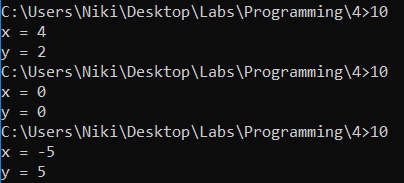 C:\Users\Niki\Desktop\Labs\Programming\4>10
x = 4
y = 2
C:\Users\Niki\Desktop\Labs\Programming\4>10
x = 0
y = 0
C:\Users\Niki\Desktop\Labs\Programming\4>10
x = -5
y = 5